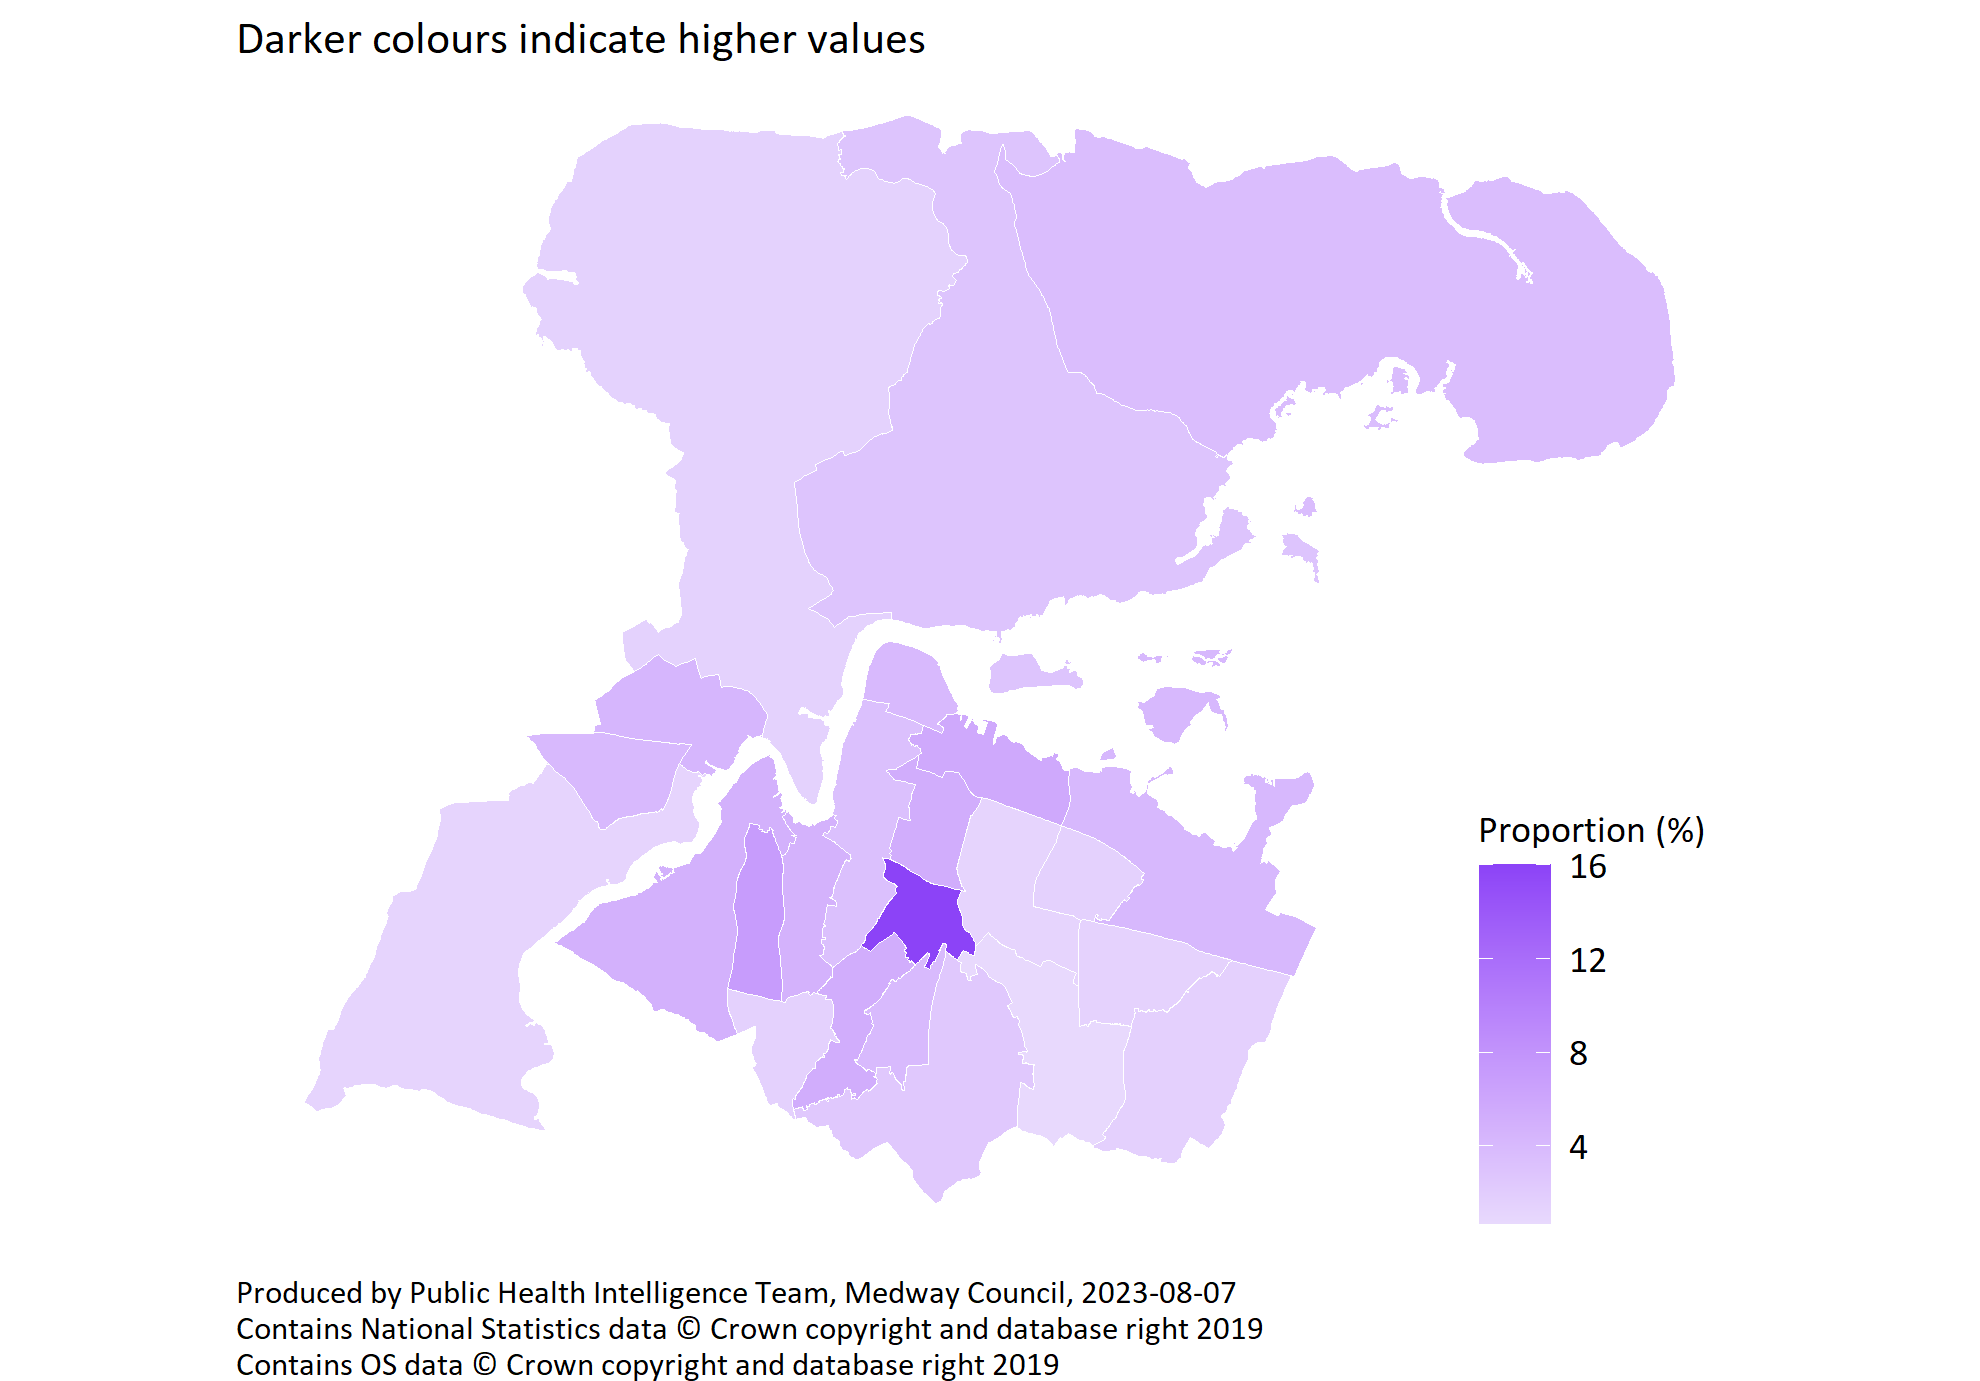 Darker colours indicate higher values
Proportion (%)
16
12
8
4
Produced by Public Health Intelligence Team, Medway Council, 2023-08-07
Contains National Statistics data © Crown copyright and database right 2019
Contains OS data © Crown copyright and database right 2019